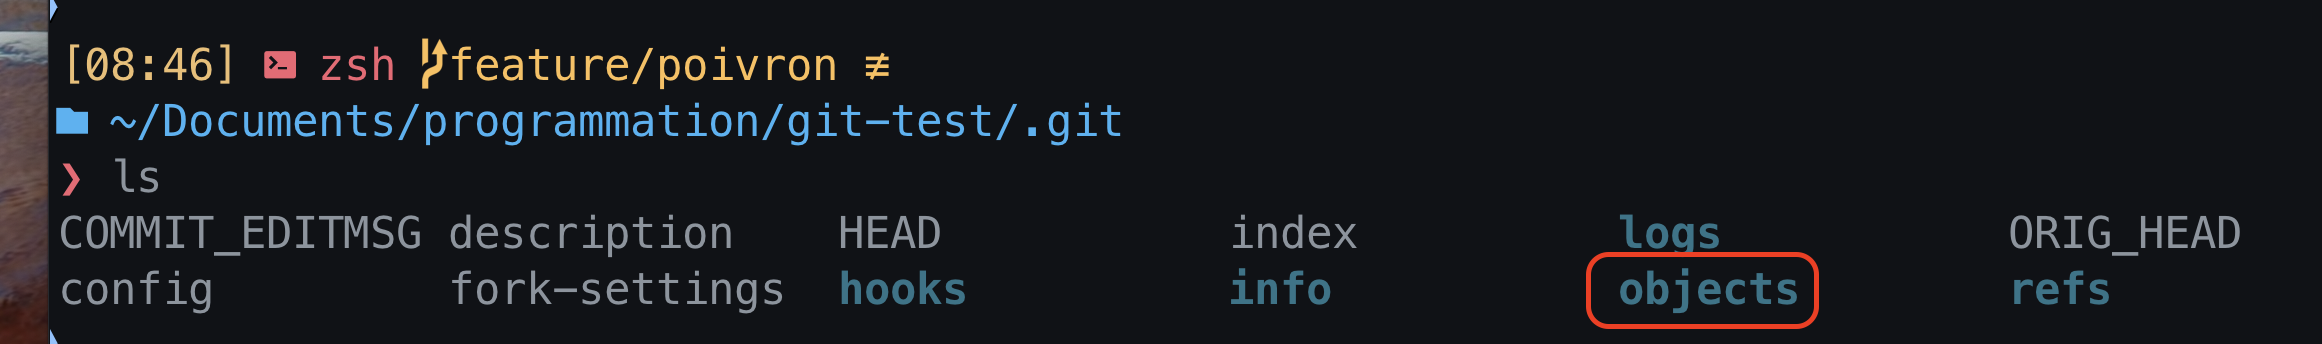 [08:46] zsh feature/poivron ≢
~/Documents/programmation/git-test/.git
❯ ls
COMMIT_EDITMSG description HEAD index logs ORIG_HEAD
config fork-settings hooks info objects refs